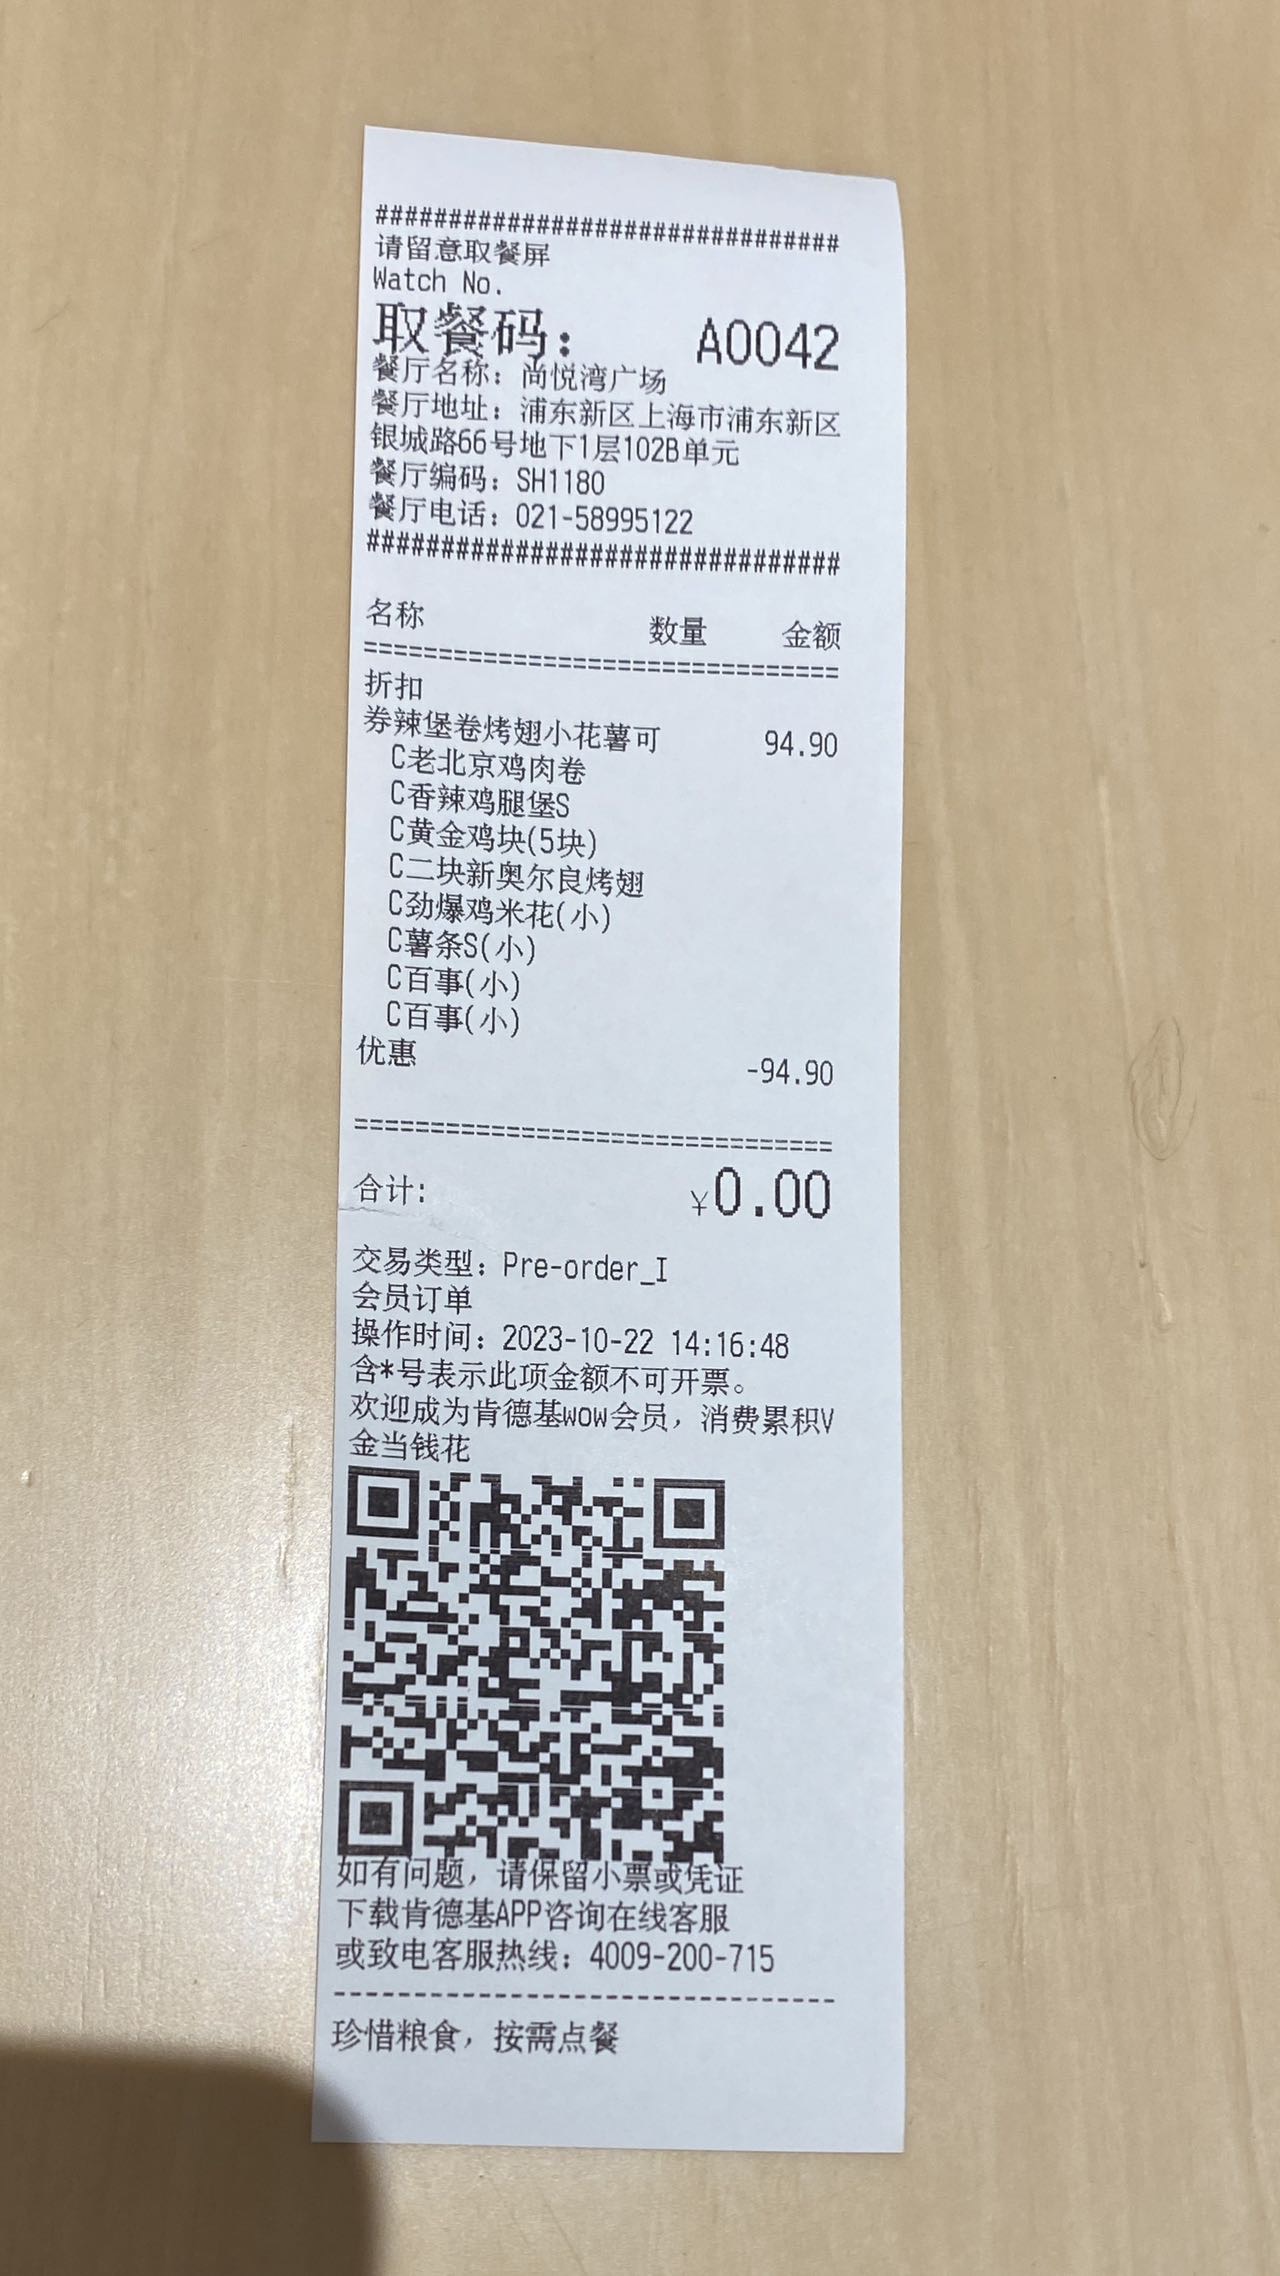 ################################
请留意取餐屏
Watch No.
取餐码： A0042
餐厅名称：尚悦湾广场
餐厅地址：浦东新区上海市浦东新区
银城路66号地下1层102B单元
餐厅编码：SH1180
餐厅电话：021-58995122
################################
名称 数量 金额
================================
折扣
券辣堡卷烤翅小花薯可 94.90
C老北京鸡肉卷
C香辣鸡腿堡S
C黄金鸡块(5块)
C二块新奥尔良烤翅
C劲爆鸡米花(小)
C薯条S(小)
C百事(小)
C百事(小)
优惠 -94.90
================================
合计： ¥0.00
交易类型：Pre-order_I
会员订单
操作时间：2023-10-22 14:16:48
含*号表示此项金额不可开票。
欢迎成为肯德基wow会员，消费累积V
金当钱花
如有问题，请保留小票或凭证
下载肯德基APP咨询在线客服
或致电客服热线：4009-200-715
--------------------------------
珍惜粮食，按需点餐